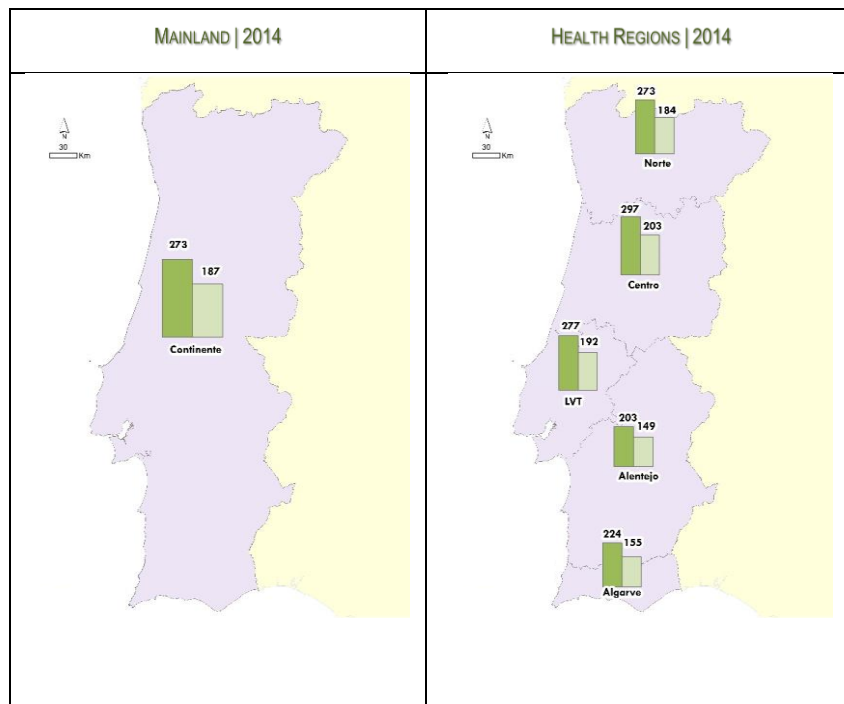 MAINLAND | 2014
HEALTH REGIONS | 2014
N
30
Km
273
187
Continente
N
30
Km
273
184
Norte
297
203
Centro
277
192
LVT
203
149
Alentejo
224
155
Algarve